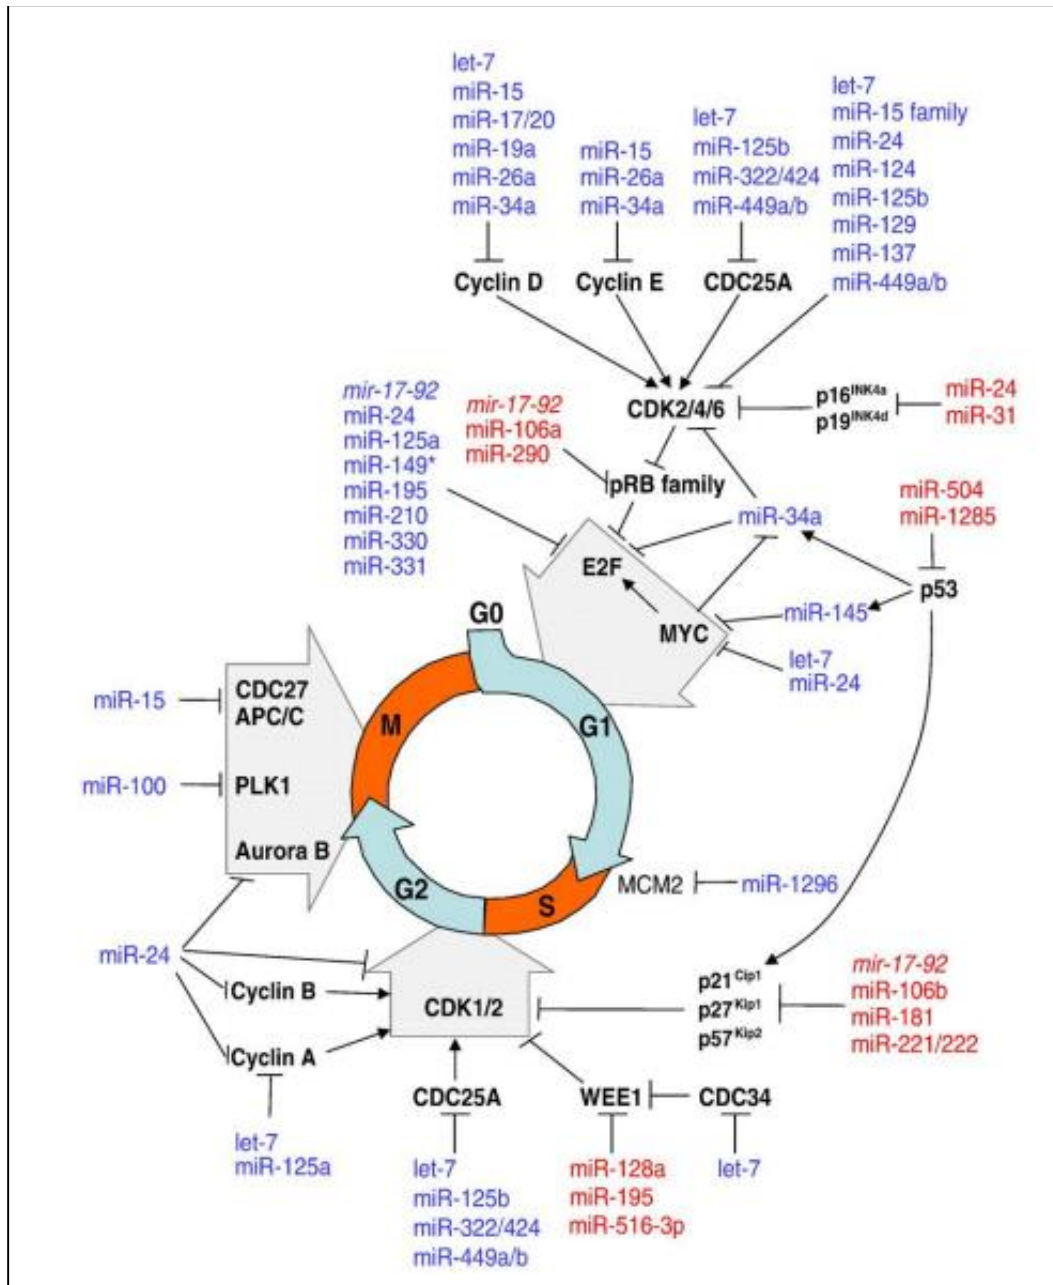 let-7
miR-15
miR-17/20
miR-19a
miR-26a
miR-34a
Cyclin D
miR-15
miR-26a
miR-34a
Cyclin E
let-7
miR-125b
miR-322/424
miR-449a/b
CDC25A
let-7
miR-15 family
miR-24
miR-124
miR-125b
miR-129
miR-137
miR-449a/b
CDK2/4/6
p16INK4a
p19INK4d
miR-24
miR-31
mir-17-92
miR-24
miR-125a
miR-149*
miR-195
miR-210
miR-330
miR-331
mir-17-92
miR-106a
miR-290
pRB family
miR-34a
miR-504
miR-1285
p53
E2F
MYC
miR-145
let-7
miR-24
G0
G1
S
G2
M
miR-15
CDC27
APC/C
miR-100
PLK1
Aurora B
MCM2
miR-1296
miR-24
Cyclin B
Cyclin A
CDK1/2
p21Cip1
p27Kip1
p57Kip2
mir-17-92
miR-106b
miR-181
miR-221/222
let-7
miR-125a
CDC25A
let-7
miR-125b
miR-322/424
miR-449a/b
WEE1
miR-128a
miR-195
miR-516-3p
CDC34
let-7